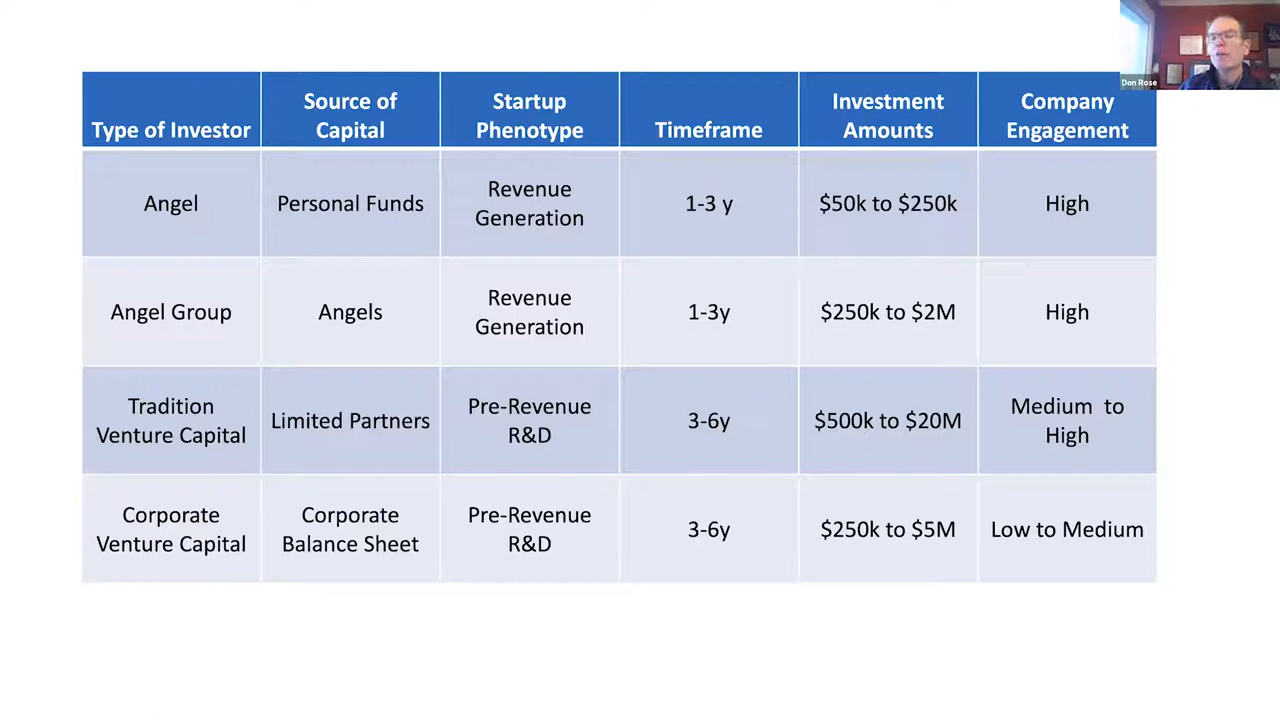 Don Rose
Type of Investor
Source of
Capital
Startup
Phenotype
Timeframe
Investment
Amounts
Company
Engagement
Angel
Personal Funds
Revenue
Generation
1-3 y
$50k to $250k
High
Angel Group
Angels
Revenue
Generation
1-3y
$250k to $2M
High
Tradition
Venture Capital
Limited Partners
Pre-Revenue
R&D
3-6y
$500k to $20M
Medium to
High
Corporate
Venture Capital
Corporate
Balance Sheet
Pre-Revenue
R&D
3-6y
$250k to $5M
Low to Medium